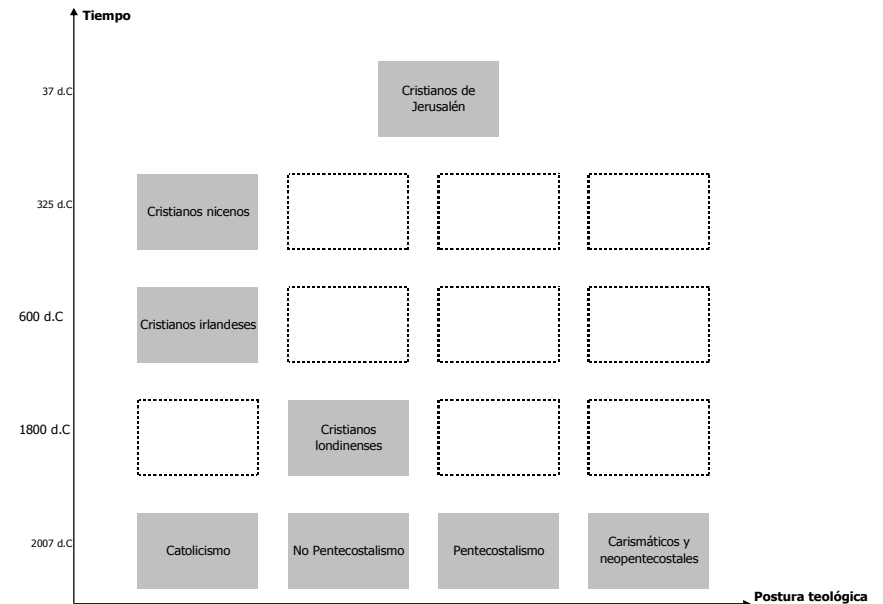 Tiempo
37 d.C
Cristianos de
Jerusalén
325 d.C
Cristianos nicenos
600 d.C
Cristianos irlandeses
1800 d.C
Cristianos
londinenses
2007 d.C
Catolicismo
No Pentecostalismo
Pentecostalismo
Carismáticos y
neopentecostales
Postura teológica